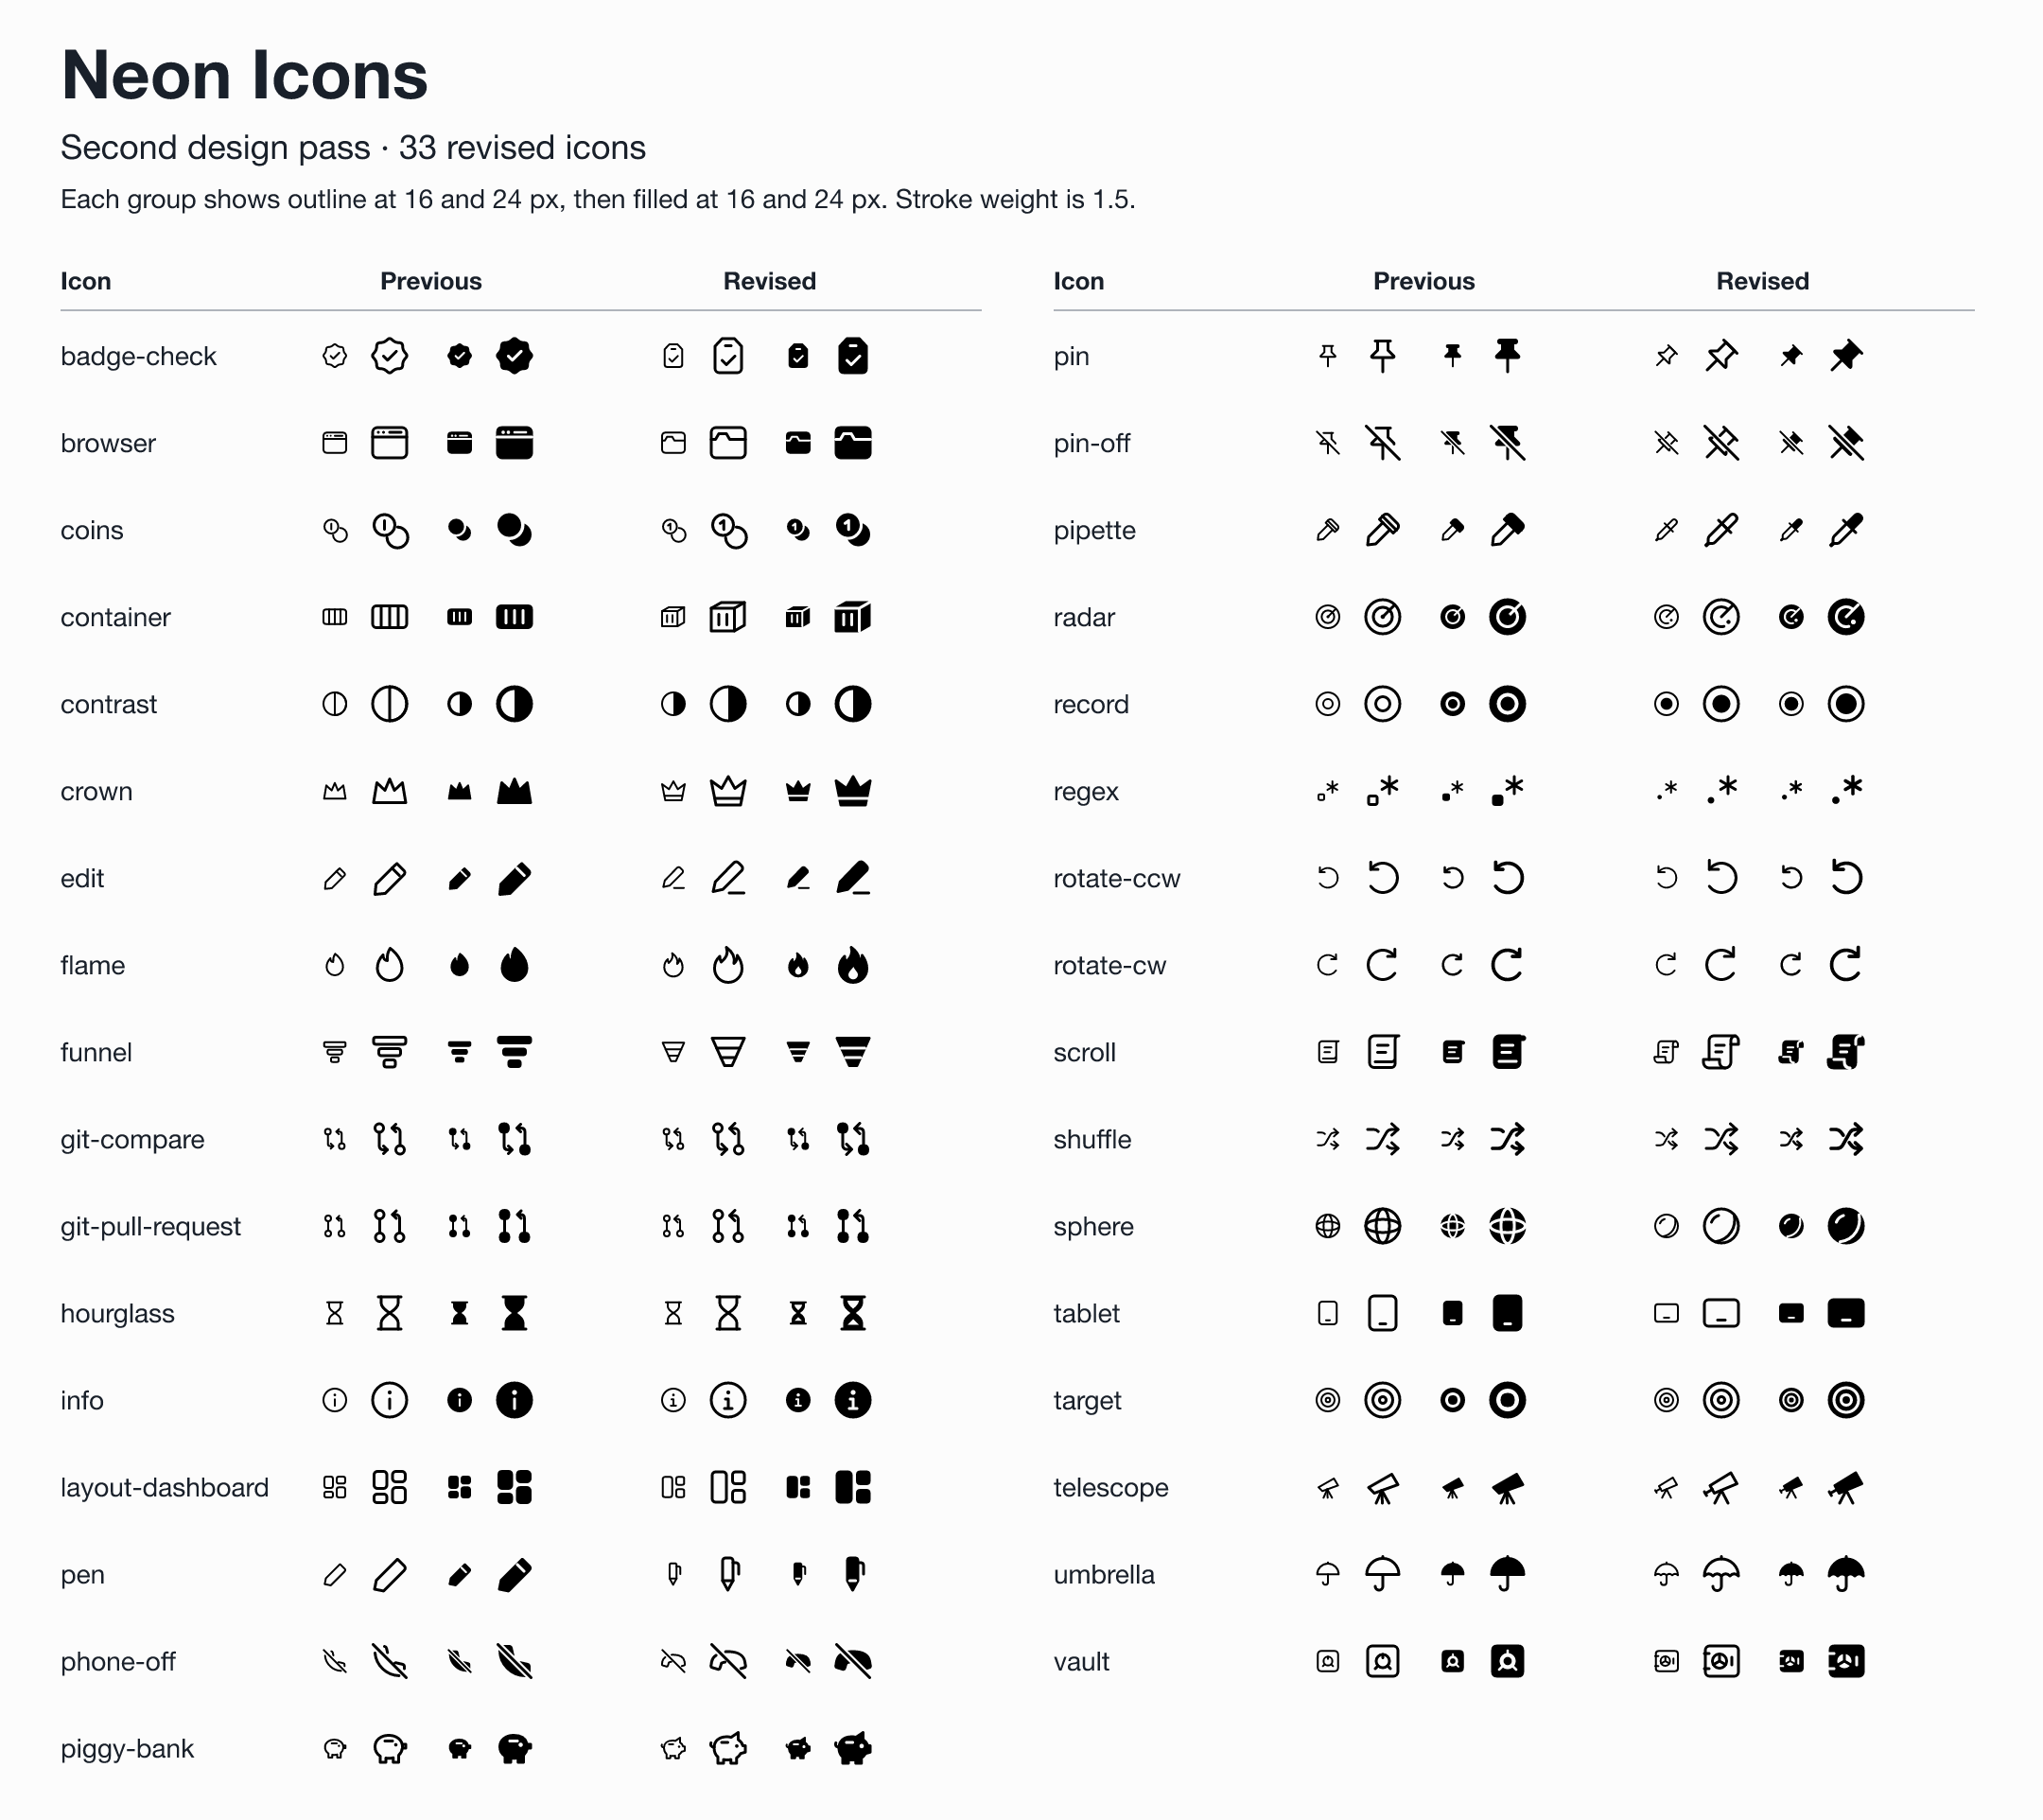 Neon Icons
Second design pass · 33 revised icons
Each group shows outline at 16 and 24 px, then filled at 16 and 24 px. Stroke weight is 1.5.
Icon Previous Revised
badge-check
browser
coins
container
contrast
crown
edit
flame
funnel
git-compare
git-pull-request
hourglass
info
layout-dashboard
pen
phone-off
piggy-bank
Icon Previous Revised
pin
pin-off
pipette
radar
record
regex
rotate-ccw
rotate-cw
scroll
shuffle
sphere
tablet
target
telescope
umbrella
vault